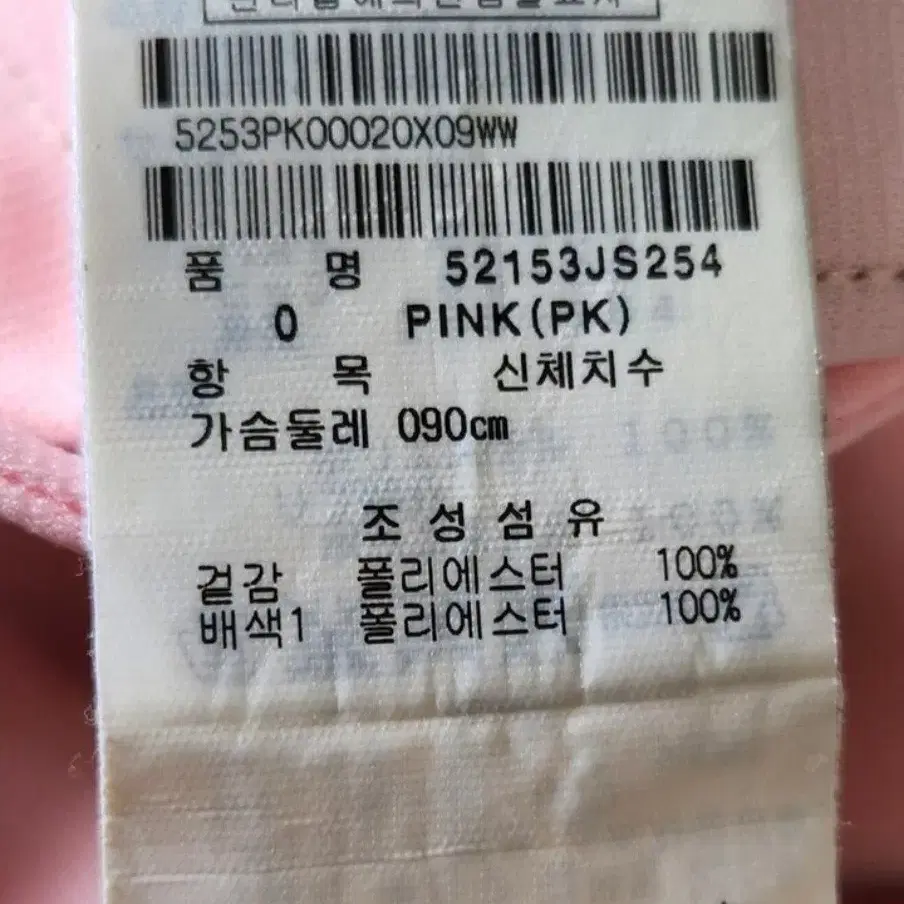 5253PK00020X09WW
품 명 52153JS254
0 PINK(PK)
항 목 신체치수
가슴둘레 090cm
조 성 섬 유
겉감 폴리에스터 100%
배색1 폴리에스터 100%